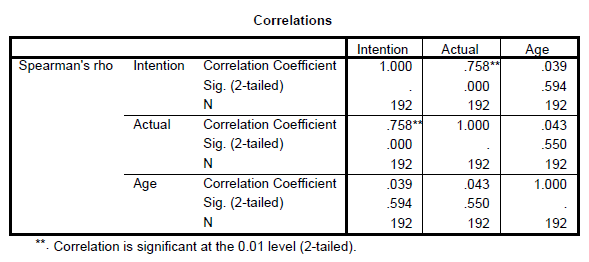 Correlations
Intention Actual Age
Spearman's rho Intention Correlation Coefficient 1.000 .758** .039
Sig. (2-tailed) . .000 .594
N 192 192 192
Actual Correlation Coefficient .758** 1.000 .043
Sig. (2-tailed) .000 . .550
N 192 192 192
Age Correlation Coefficient .039 .043 1.000
Sig. (2-tailed) .594 .550 .
N 192 192 192
**. Correlation is significant at the 0.01 level (2-tailed).